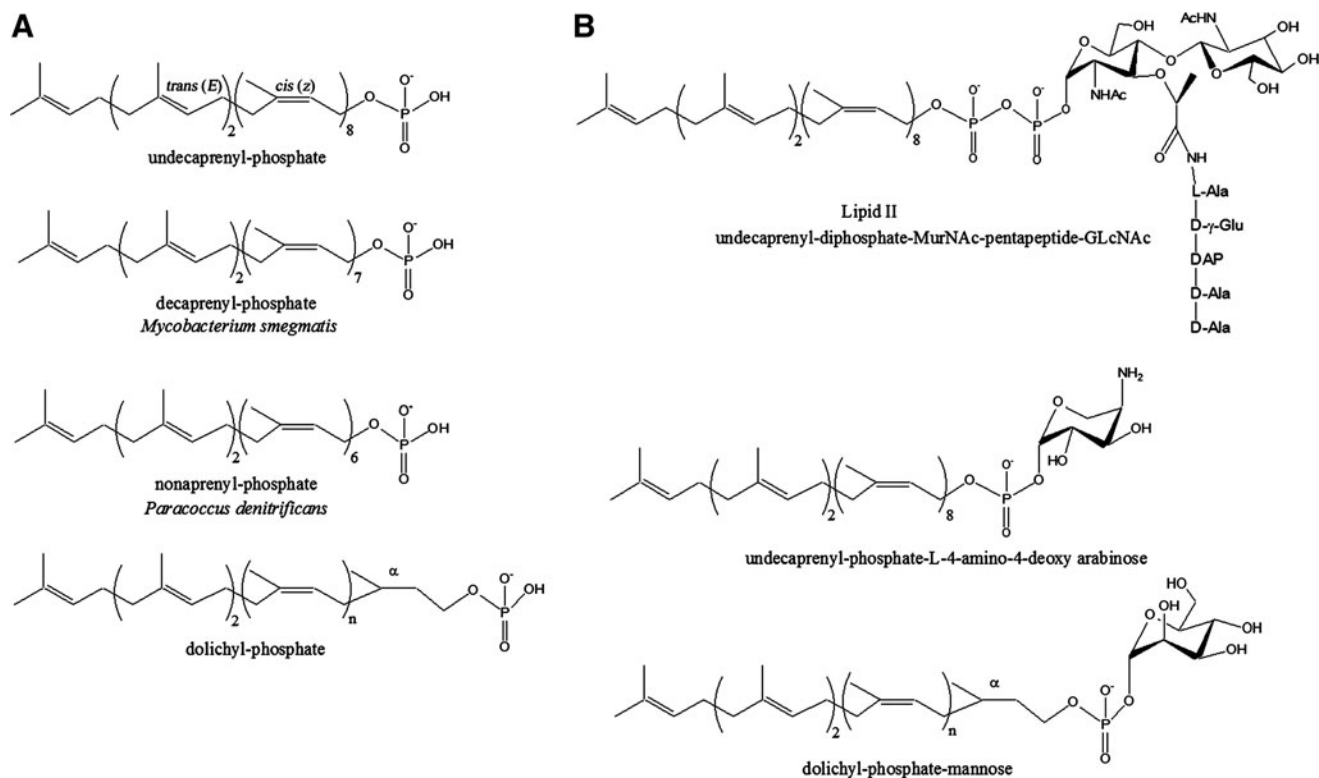 A
trans (E)
cis (z)
O
O-
P
OH
O
2
8
undecaprenyl-phosphate
O
O-
P
OH
O
2
7
decaprenyl-phosphate
Mycobacterium smegmatis
O
O-
P
OH
O
2
6
nonaprenyl-phosphate
Paracoccus denitrificans
α
O
O-
P
OH
O
2
n
dolichyl-phosphate
B
OH
O
NHAc
O
AcHN
OH
OH
O
OH
O
O
O-
P
O
O
O-
P
O
O
2
8
O
NH
L-Ala
D-γ-Glu
DAP
D-Ala
D-Ala
Lipid II
undecaprenyl-diphosphate-MurNAc-pentapeptide-GLcNAc
NH2
O
OH
HO
O
O-
P
O
O
2
8
undecaprenyl-phosphate-L-4-amino-4-deoxy arabinose
HO
OH
O
OH
HO
α
O
O-
P
O
O
2
n
dolichyl-phosphate-mannose